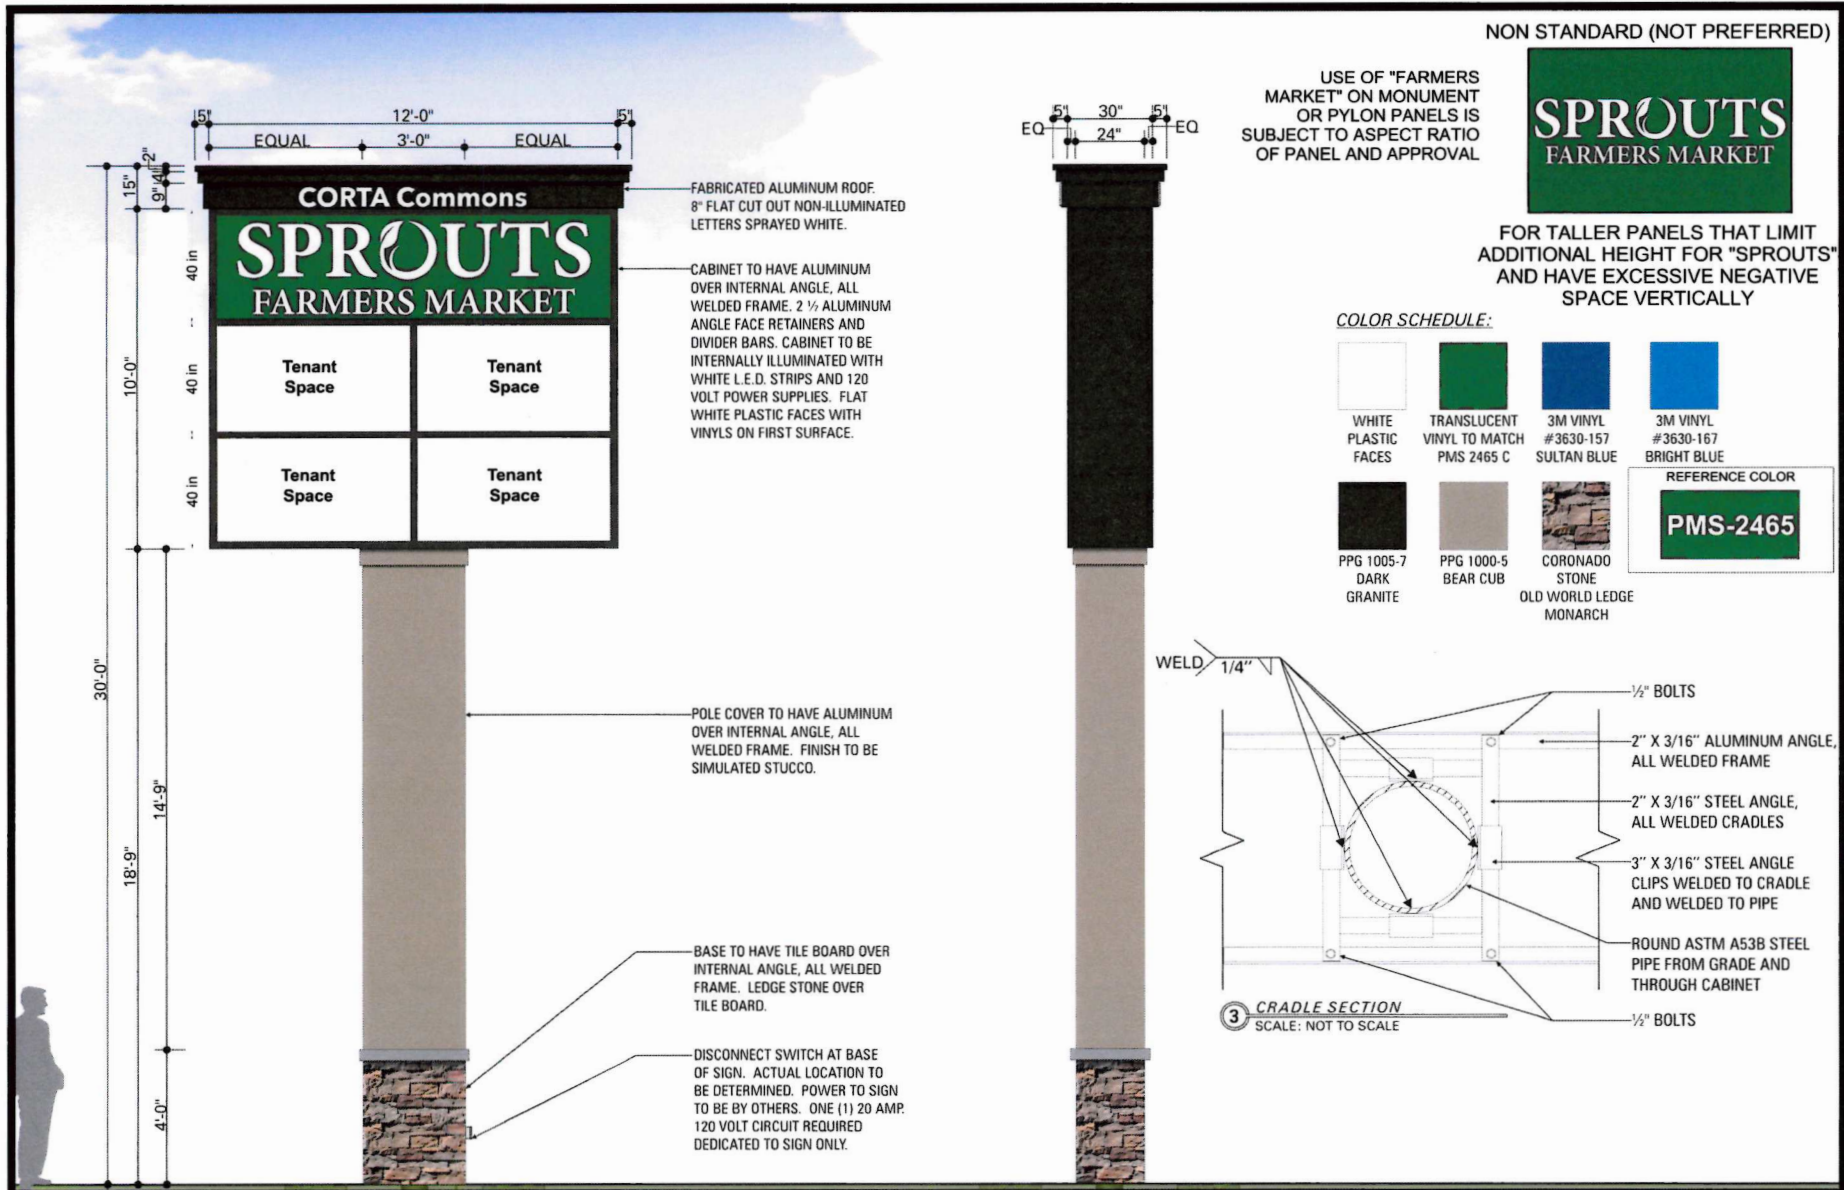 NON STANDARD (NOT PREFERRED)
USE OF "FARMERS
MARKET" ON MONUMENT
OR PYLON PANELS IS
SUBJECT TO ASPECT RATIO
OF PANEL AND APPROVAL
SPROUTS
FARMERS MARKET
FOR TALLER PANELS THAT LIMIT
ADDITIONAL HEIGHT FOR "SPROUTS"
AND HAVE EXCESSIVE NEGATIVE
SPACE VERTICALLY
5"
12'-0"
5"
EQUAL
3'-0"
EQUAL
2"
4"
9"
15"
40 in
40 in
40 in
10'-0"
30'-0"
18'-9"
14'-9"
4'-0"
CORTA Commons
SPROUTS
FARMERS MARKET
Tenant
Space
Tenant
Space
Tenant
Space
Tenant
Space
FABRICATED ALUMINUM ROOF.
8" FLAT CUT OUT NON-ILLUMINATED
LETTERS SPRAYED WHITE.
CABINET TO HAVE ALUMINUM
OVER INTERNAL ANGLE, ALL
WELDED FRAME. 2 ½ ALUMINUM
ANGLE FACE RETAINERS AND
DIVIDER BARS. CABINET TO BE
INTERNALLY ILLUMINATED WITH
WHITE L.E.D. STRIPS AND 120
VOLT POWER SUPPLIES. FLAT
WHITE PLASTIC FACES WITH
VINYLS ON FIRST SURFACE.
POLE COVER TO HAVE ALUMINUM
OVER INTERNAL ANGLE, ALL
WELDED FRAME. FINISH TO BE
SIMULATED STUCCO.
BASE TO HAVE TILE BOARD OVER
INTERNAL ANGLE, ALL WELDED
FRAME. LEDGE STONE OVER
TILE BOARD.
DISCONNECT SWITCH AT BASE
OF SIGN. ACTUAL LOCATION TO
BE DETERMINED. POWER TO SIGN
TO BE BY OTHERS. ONE (1) 20 AMP.
120 VOLT CIRCUIT REQUIRED
DEDICATED TO SIGN ONLY.
5"
30"
5"
EQ
24"
EQ
COLOR SCHEDULE:
WHITE
PLASTIC
FACES
TRANSLUCENT
VINYL TO MATCH
PMS 2465 C
3M VINYL
#3630-157
SULTAN BLUE
3M VINYL
#3630-167
BRIGHT BLUE
PPG 1005-7
DARK
GRANITE
PPG 1000-5
BEAR CUB
CORONADO
STONE
OLD WORLD LEDGE
MONARCH
REFERENCE COLOR
PMS-2465
WELD
1/4"
½" BOLTS
2" X 3/16" ALUMINUM ANGLE,
ALL WELDED FRAME
2" X 3/16" STEEL ANGLE,
ALL WELDED CRADLES
3" X 3/16" STEEL ANGLE
CLIPS WELDED TO CRADLE
AND WELDED TO PIPE
ROUND ASTM A53B STEEL
PIPE FROM GRADE AND
THROUGH CABINET
½" BOLTS
3
CRADLE SECTION
SCALE: NOT TO SCALE